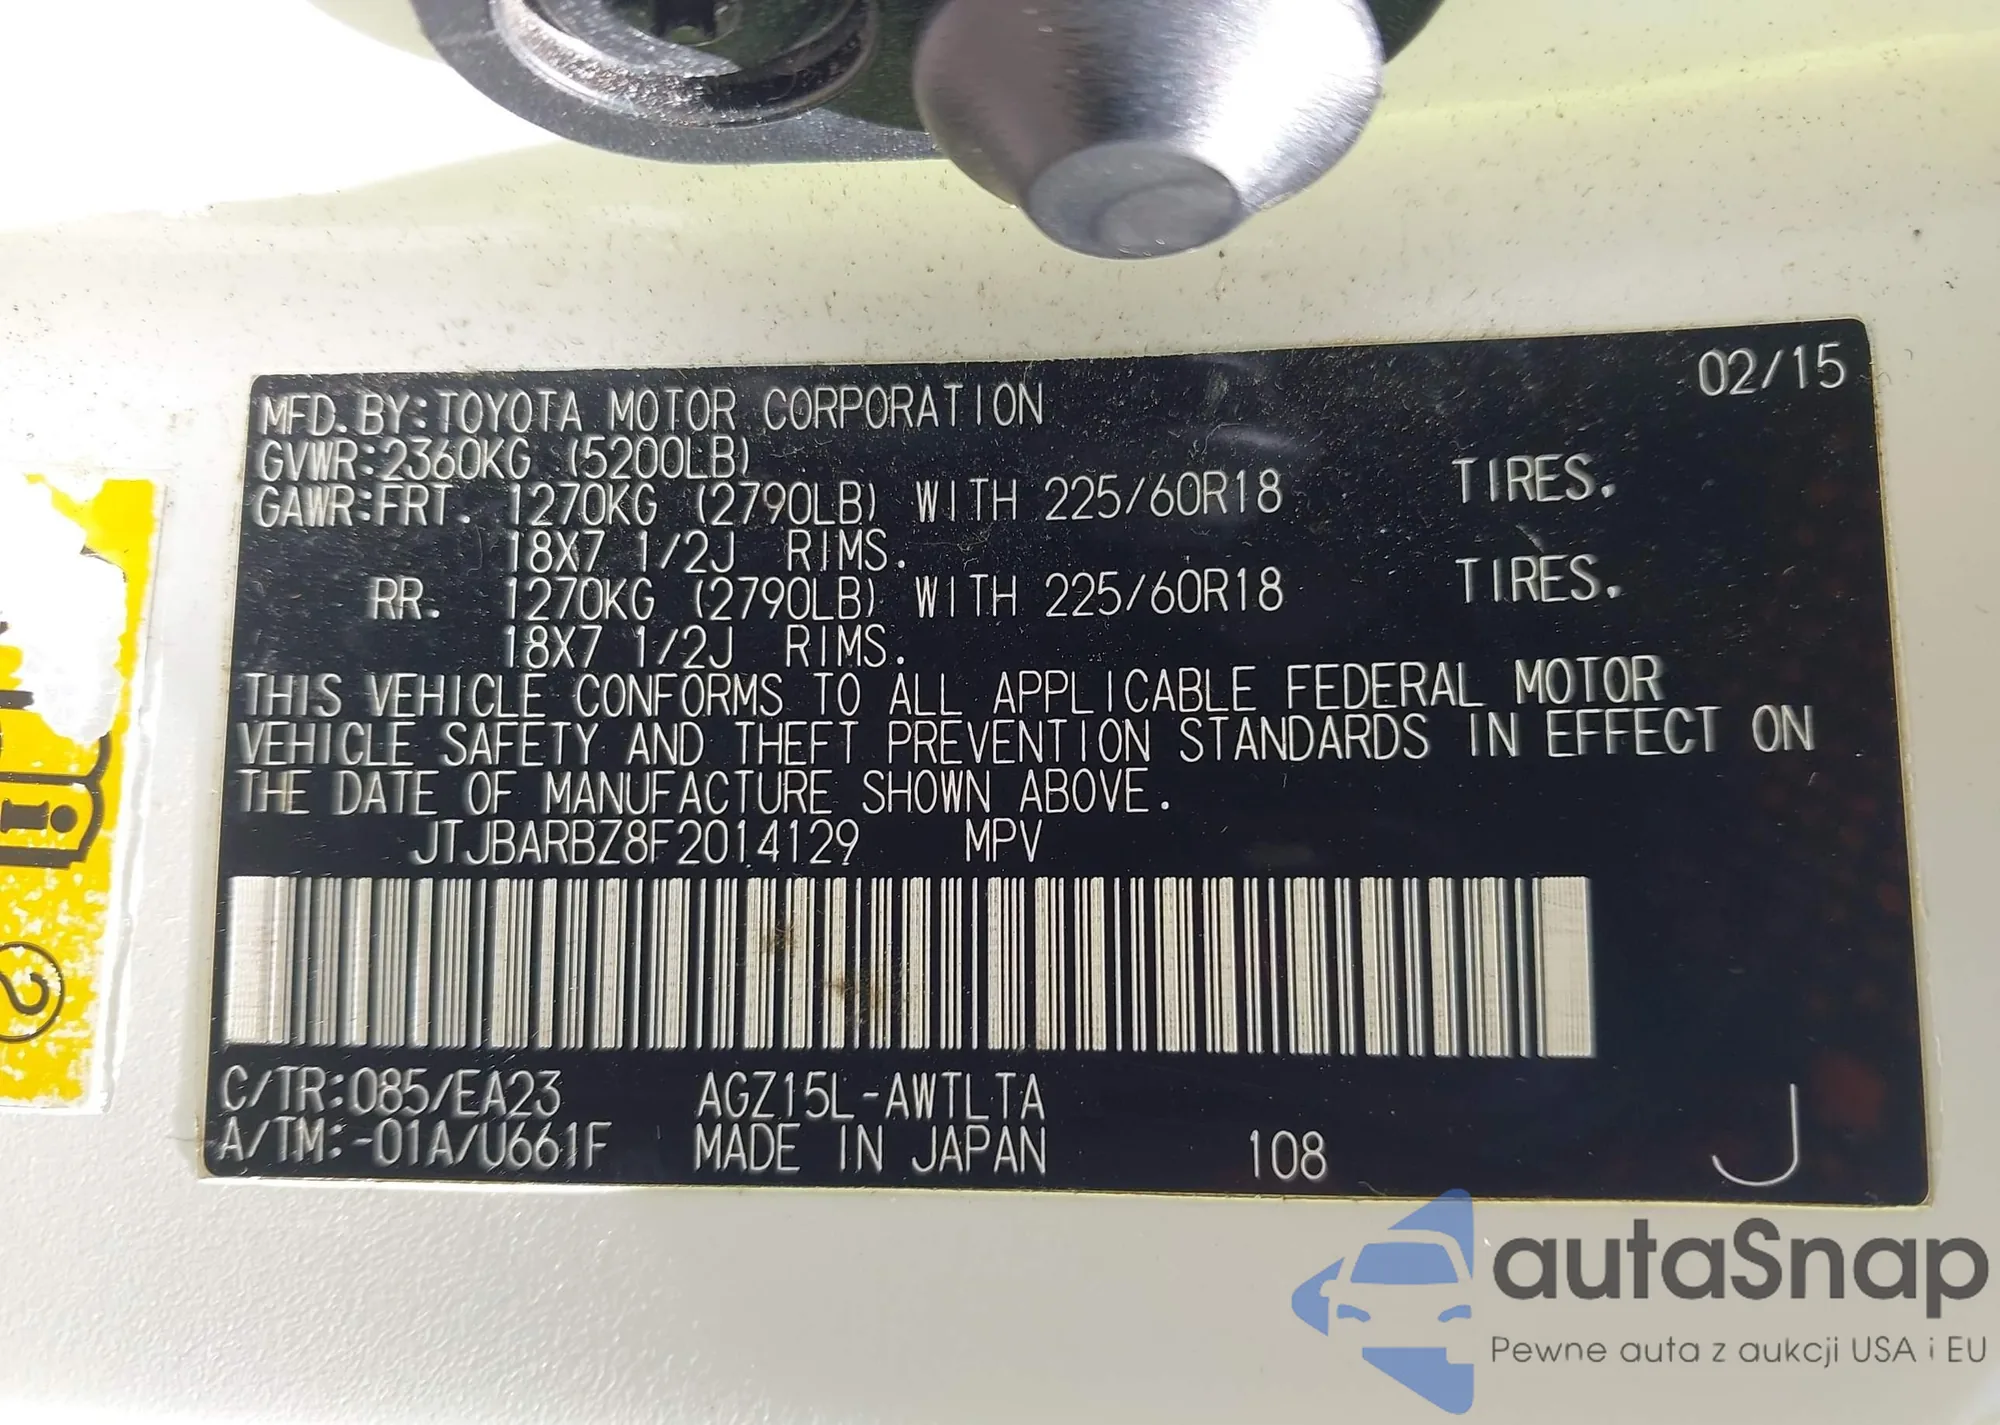 02/15
MFD. BY:TOYOTA MOTOR CORPORATION
GVWR:2360KG (5200LB)
GAWR:FRT. 1270KG (2790LB) WITH 225/60R18 TIRES.
18X7 1/2J RIMS.
RR. 1270KG (2790LB) WITH 225/60R18 TIRES.
18X7 1/2J RIMS.
THIS VEHICLE CONFORMS TO ALL APPLICABLE FEDERAL MOTOR
VEHICLE SAFETY AND THEFT PREVENTION STANDARDS IN EFFECT ON
THE DATE OF MANUFACTURE SHOWN ABOVE.
JTJBARBZ8F2014129 MPV
C/TR:085/EA23 AGZ15L-AWTLTA
A/TM:-01A/U661F MADE IN JAPAN 108 J
2
autaSnap
Pewne auta z aukcji USA i EU